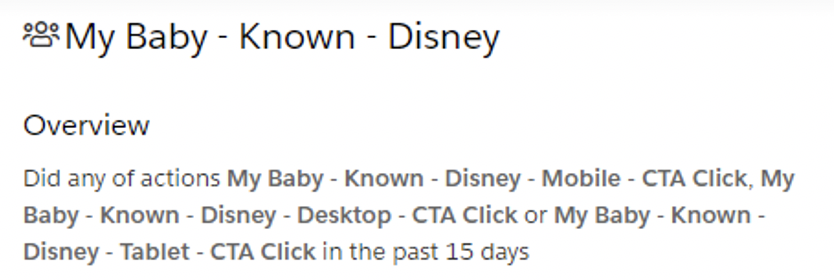 My Baby - Known - Disney
Overview
Did any of actions My Baby - Known - Disney - Mobile - CTA Click, My
Baby - Known - Disney - Desktop - CTA Click or My Baby - Known -
Disney - Tablet - CTA Click in the past 15 days